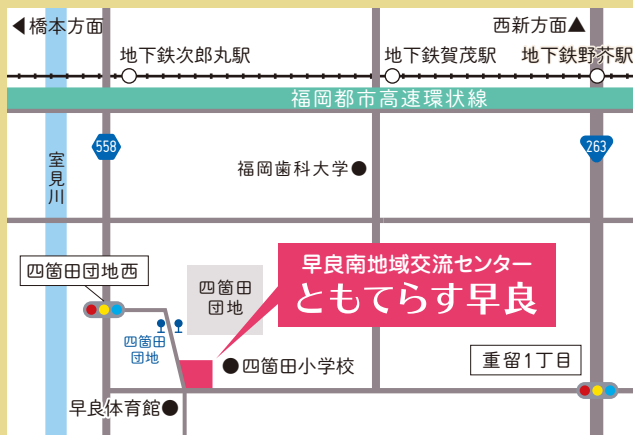 ◀橋本方面
西新方面▲
地下鉄次郎丸駅
地下鉄賀茂駅
地下鉄野芥駅
福岡都市高速環状線
558
263
室見川
福岡歯科大学●
早良南地域交流センター
ともてらす早良
四箇田団地西
四箇田
団地
四箇田
団地
●四箇田小学校
重留1丁目
早良体育館●